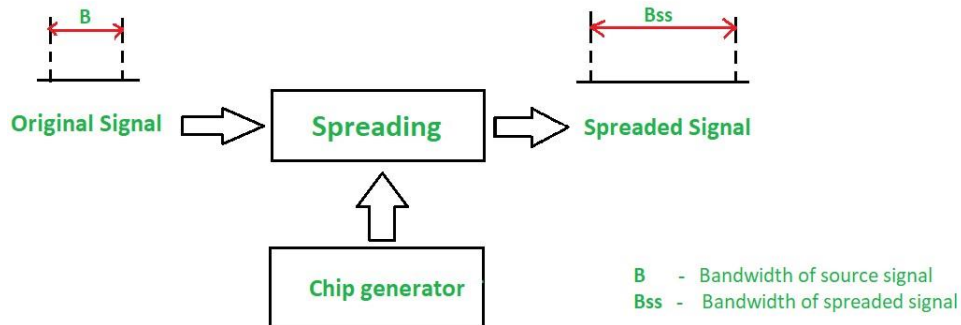 B
Bss
Original Signal
Spreading
Spreaded Signal
Chip generator
B - Bandwidth of source signal
Bss - Bandwidth of spreaded signal